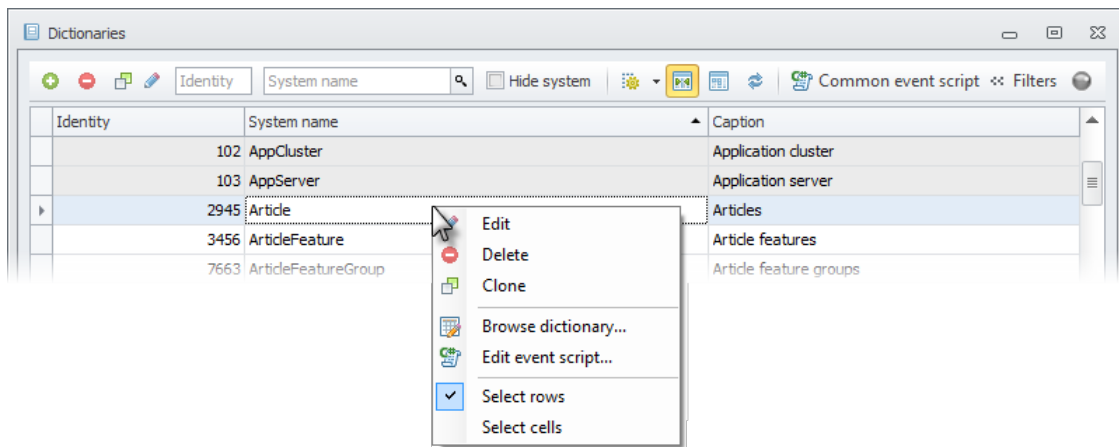 Dictionaries
Identity System name Hide system Common event script Filters
Identity System name Caption
102 AppCluster Application cluster
103 AppServer Application server
2945 Article Articles
3456 ArticleFeature Article features
7663 ArticleFeatureGroup Article feature groups
Edit
Delete
Clone
Browse dictionary...
C# Edit event script...
Select rows
Select cells